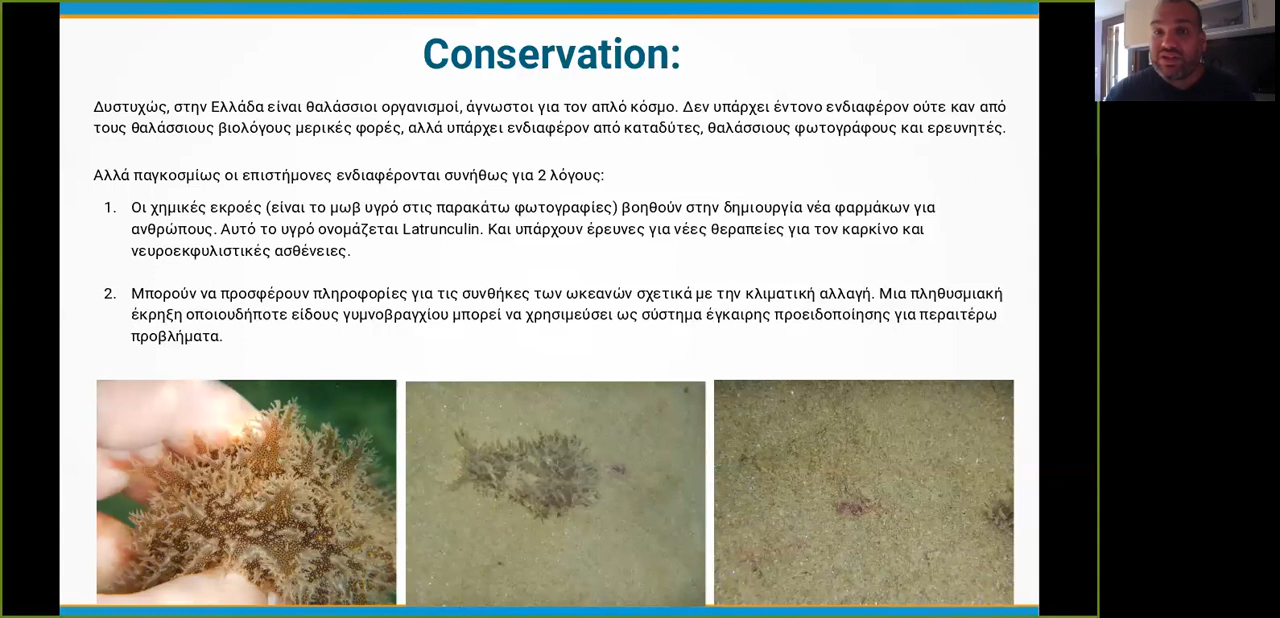 Conservation:
Δυστυχώς, στην Ελλάδα είναι θαλάσσιοι οργανισμοί, άγνωστοι για τον απλό κόσμο. Δεν υπάρχει έντονο ενδιαφέρον ούτε καν από
τους θαλάσσιους βιολόγους μερικές φορές, αλλά υπάρχει ενδιαφέρον από καταδύτες, θαλάσσιους φωτογράφους και ερευνητές.
Αλλά παγκοσμίως οι επιστήμονες ενδιαφέρονται συνήθως για 2 λόγους:
1. Οι χημικές εκροές (είναι το μωβ υγρό στις παρακάτω φωτογραφίες) βοηθούν στην δημιουργία νέα φαρμάκων για
ανθρώπους. Αυτό το υγρό ονομάζεται Latrunculin. Και υπάρχουν έρευνες για νέες θεραπείες για τον καρκίνο και
νευροεκφυλιστικές ασθένειες.
2. Μπορούν να προσφέρουν πληροφορίες για τις συνθήκες των ωκεανών σχετικά με την κλιματική αλλαγή. Μια πληθυσμιακή
έκρηξη οποιουδήποτε είδους γυμνοβραγχίου μπορεί να χρησιμεύσει ως σύστημα έγκαιρης προειδοποίησης για περαιτέρω
προβλήματα.